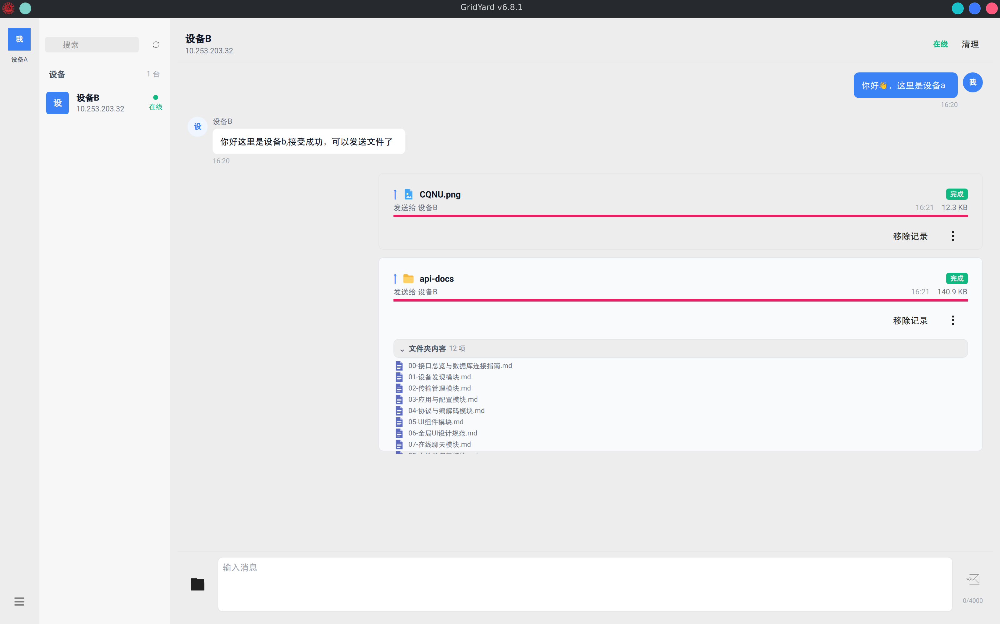 GridYard v6.8.1
我
设备A
搜索
设备 1 台
设
设备B
10.253.203.32
在线
设备B
10.253.203.32
在线 清理
你好👋，这里是设备a
我
16:20
设
设备B
你好这里是设备b,接受成功，可以发送文件了
16:20
CQNU.png 完成
发送给 设备B 16:21 12.3 KB
移除记录
api-docs 完成
发送给 设备B 16:21 140.9 KB
移除记录
文件夹内容 12 项
00-接口总览与数据库连接指南.md
01-设备发现模块.md
02-传输管理模块.md
03-应用与配置模块.md
04-协议与编解码模块.md
05-UI组件模块.md
06-全局UI设计规范.md
07-在线聊天模块.md
输入消息
0/4000